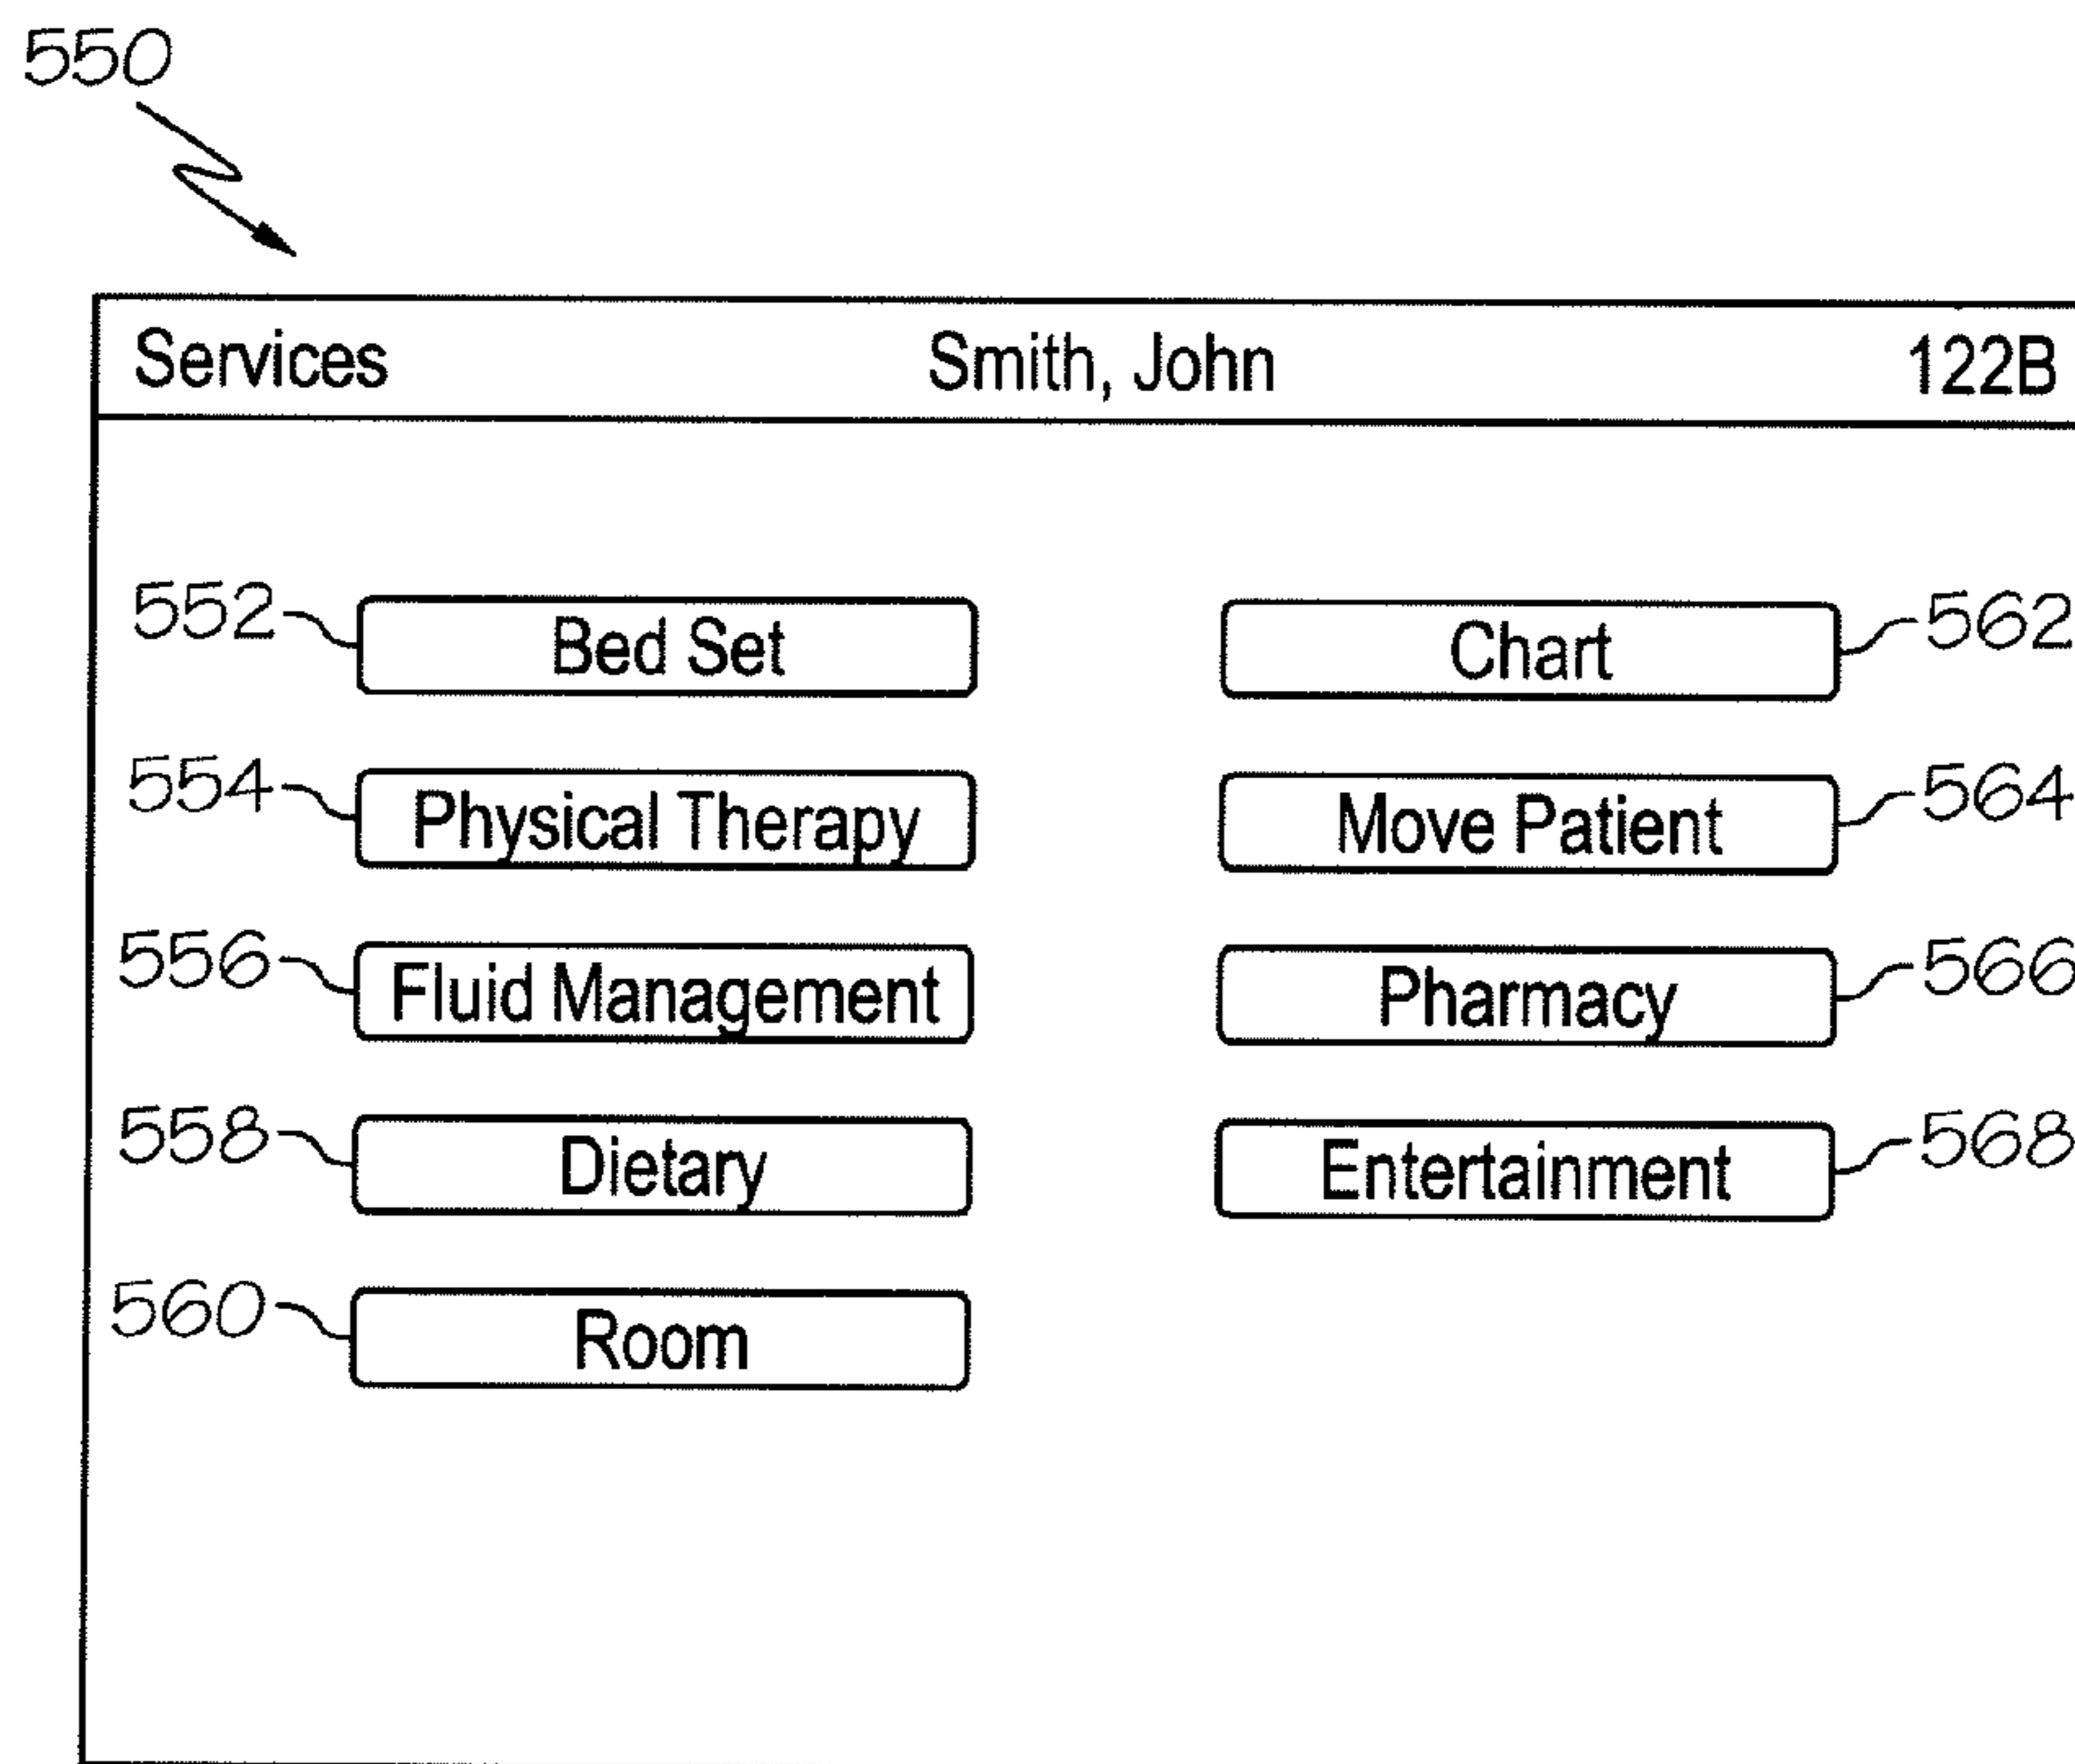 550
Services Smith, John 122B
552 Bed Set Chart 562
554 Physical Therapy Move Patient 564
556 Fluid Management Pharmacy 566
558 Dietary Entertainment 568
560 Room